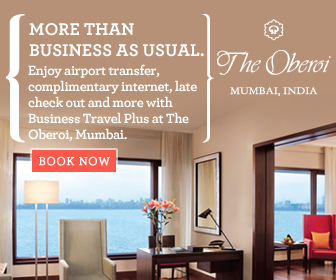 MORE THAN
BUSINESS AS USUAL.
Enjoy airport transfer,
complimentary internet, late
check out and more with
Business Travel Plus at The
Oberoi, Mumbai.
BOOK NOW
The Oberoi
MUMBAI, INDIA